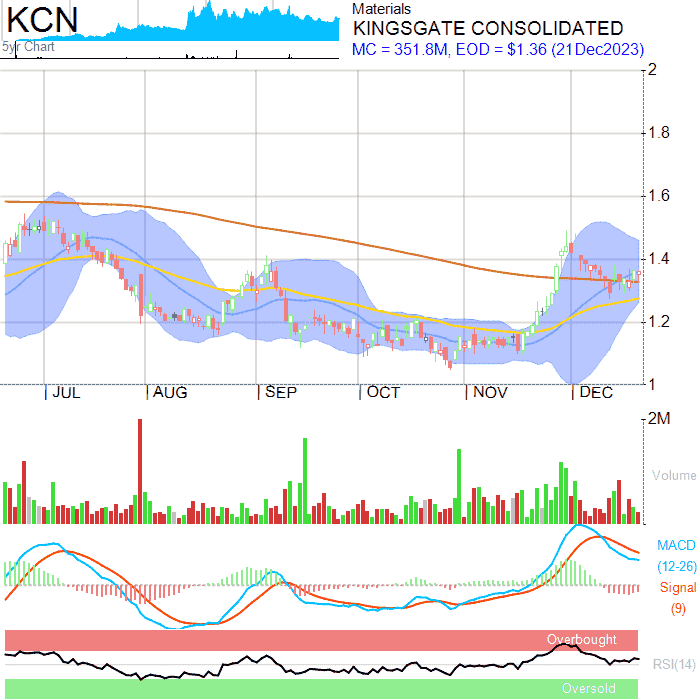 KCN
5yr Chart
Materials
KINGSGATE CONSOLIDATED
MC = 351.8M, EOD = $1.36 (21Dec2023)
2
1.8
1.6
1.4
1.2
1
JUL AUG SEP OCT NOV DEC
2M
Volume
MACD
(12-26)
Signal
(9)
Overbought
RSI(14)
Oversold